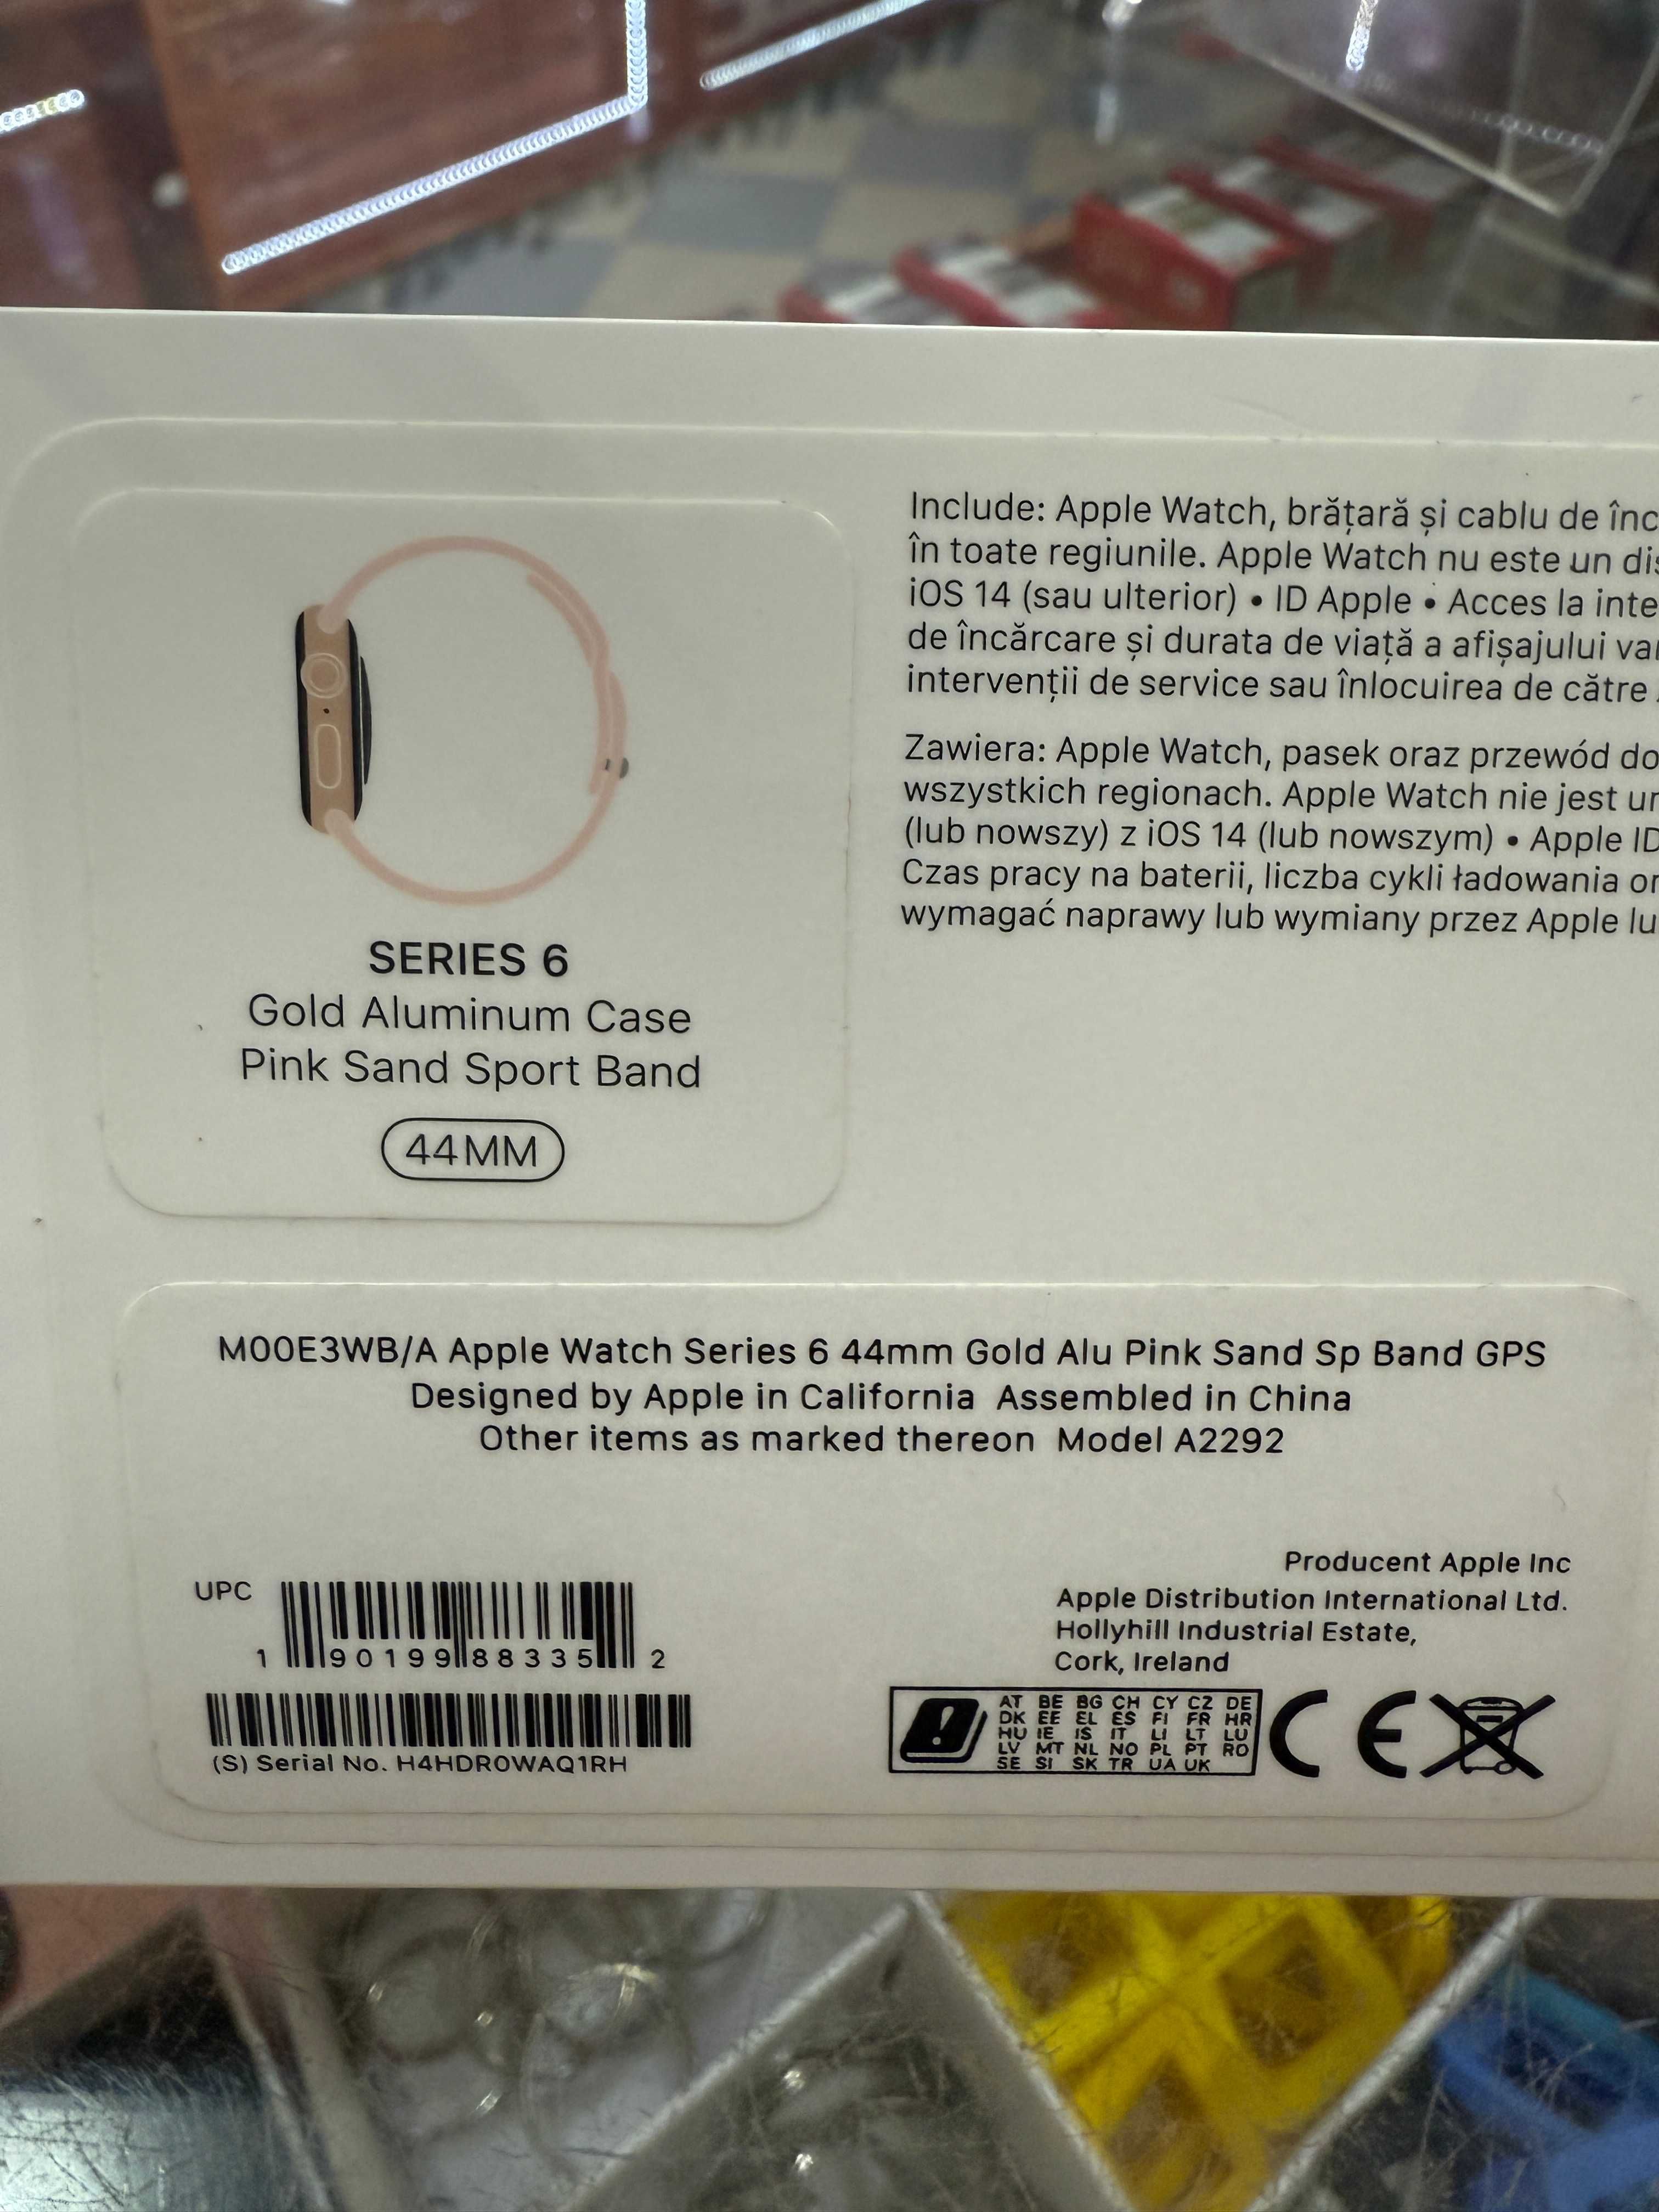 SERIES 6
Gold Aluminum Case
Pink Sand Sport Band
44MM
Include: Apple Watch, brățară și cablu de înc
în toate regiunile. Apple Watch nu este un dis
iOS 14 (sau ulterior) • ID Apple • Acces la inte
de încărcare și durata de viață a afișajului var
intervenții de service sau înlocuirea de către
Zawiera: Apple Watch, pasek oraz przewód do
wszystkich regionach. Apple Watch nie jest ur
(lub nowszy) z iOS 14 (lub nowszym) • Apple ID
Czas pracy na baterii, liczba cykli ładowania or
wymagać naprawy lub wymiany przez Apple lu
M00E3WB/A Apple Watch Series 6 44mm Gold Alu Pink Sand Sp Band GPS
Designed by Apple in California Assembled in China
Other items as marked thereon Model A2292
UPC
1 90199 88335 2
(S) Serial No. H4HDR0WAQ1RH
Producent Apple Inc
Apple Distribution International Ltd.
Hollyhill Industrial Estate,
Cork, Ireland
AT BE BG CH CY CZ DE
DK EE EL ES FI FR HR
HU IE IS IT LI LT LU
LV MT NL NO PL PT RO
SE SI SK TR UA UK
CE